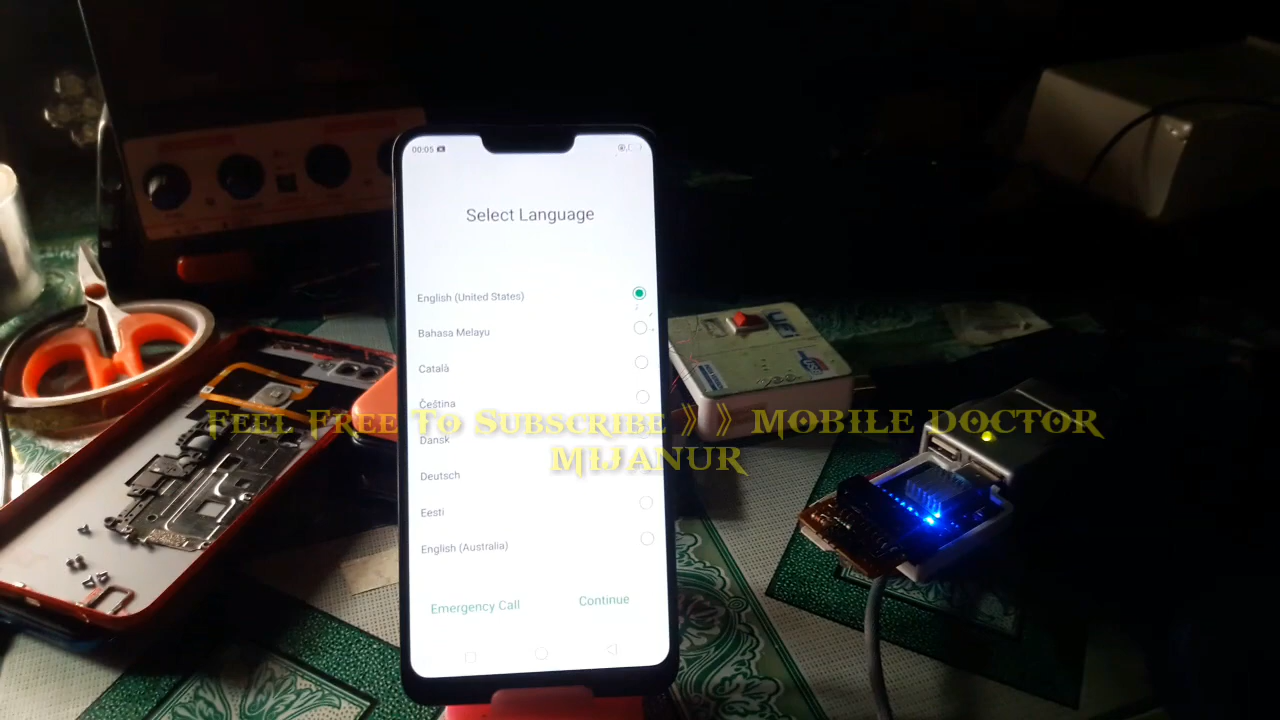 00:05
Select Language
English (United States)
Bahasa Melayu
Català
Čeština
Dansk
Deutsch
Eesti
English (Australia)
Emergency Call Continue
UFI
Feel Free To Subscribe 》》MOBILE DOCTOR
MIJANUR